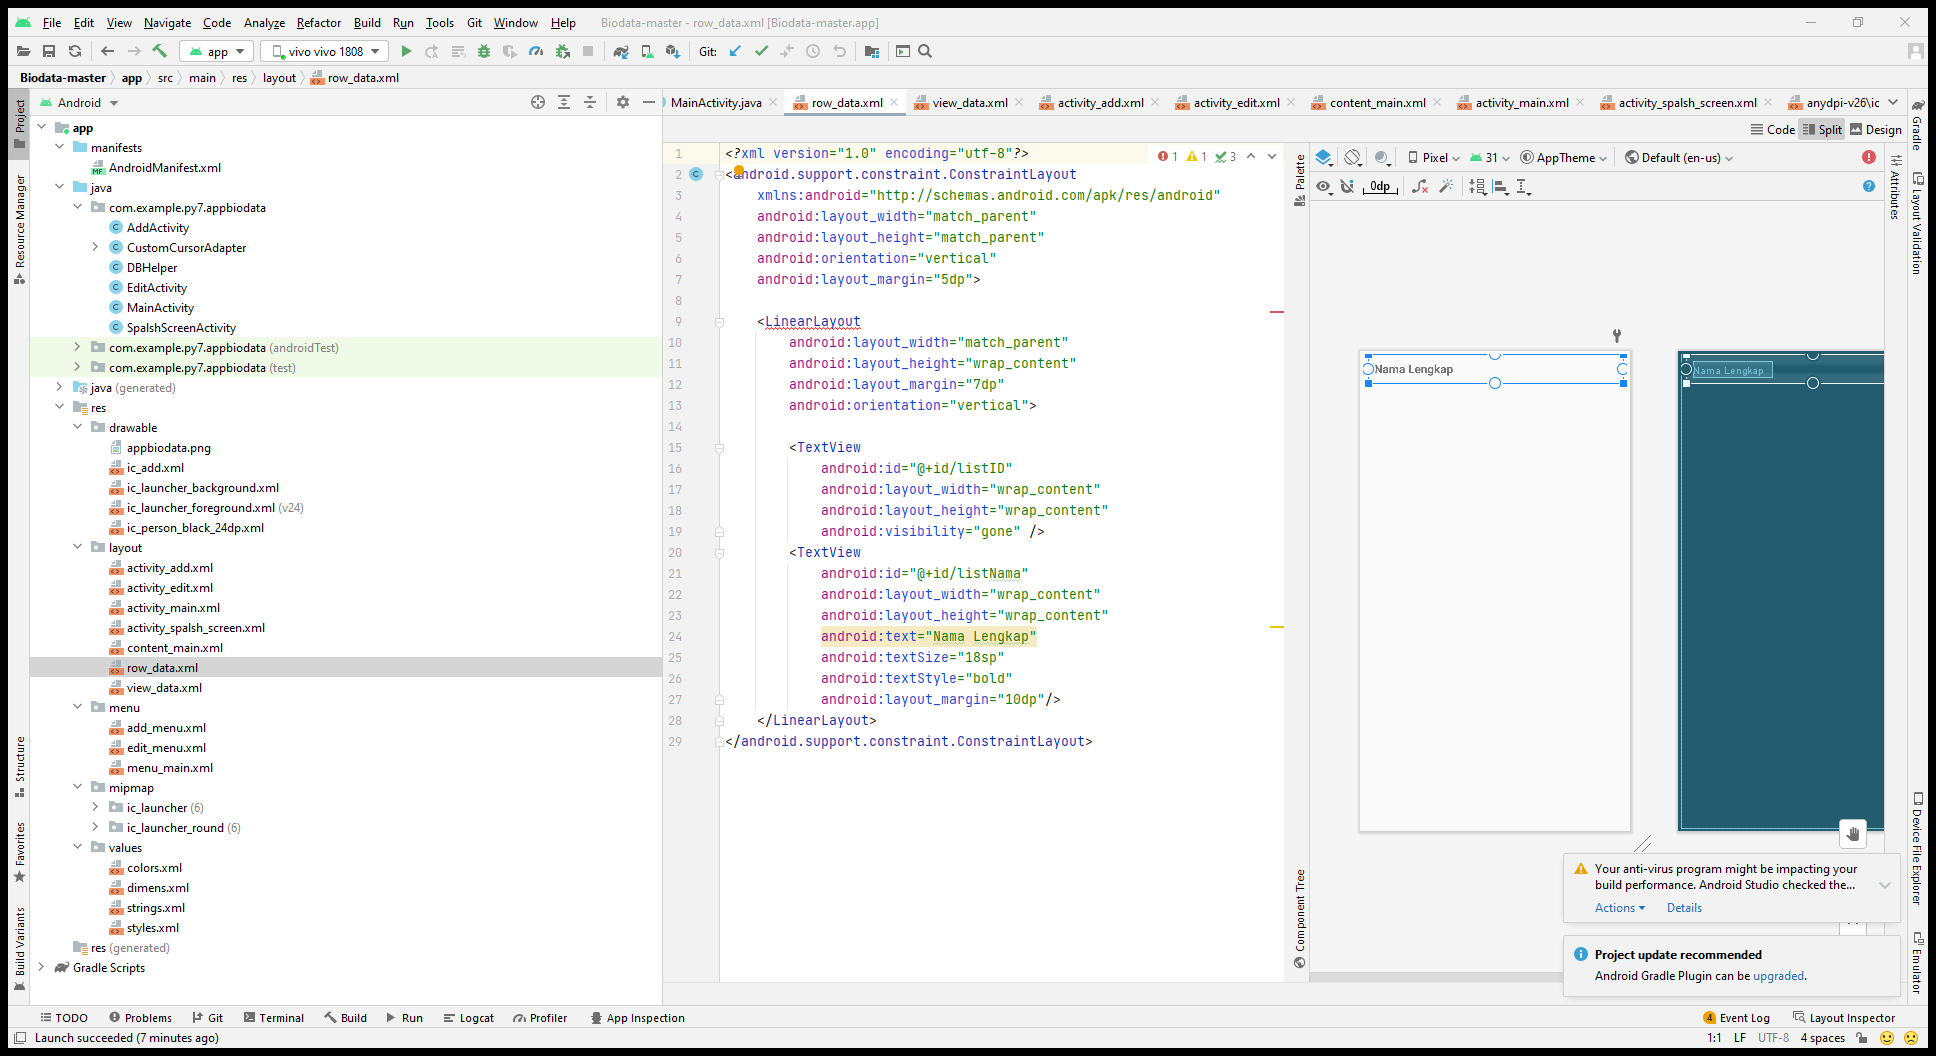 File Edit View Navigate Code Analyze Refactor Build Run Tools Git Window Help Biodata-master - row_data.xml [Biodata-master.app]
app vivo vivo 1808 Git:
Biodata-master app src main res layout row_data.xml
Project
Resource Manager
Structure
Favorites
Build Variants
Android
app
manifests
AndroidManifest.xml
java
com.example.py7.appbiodata
AddActivity
CustomCursorAdapter
DBHelper
EditActivity
MainActivity
SpalshScreenActivity
com.example.py7.appbiodata (androidTest)
com.example.py7.appbiodata (test)
java (generated)
res
drawable
appbiodata.png
ic_add.xml
ic_launcher_background.xml
ic_launcher_foreground.xml (v24)
ic_person_black_24dp.xml
layout
activity_add.xml
activity_edit.xml
activity_main.xml
activity_spalsh_screen.xml
content_main.xml
row_data.xml
view_data.xml
menu
add_menu.xml
edit_menu.xml
menu_main.xml
mipmap
ic_launcher (6)
ic_launcher_round (6)
values
colors.xml
dimens.xml
strings.xml
styles.xml
res (generated)
Gradle Scripts
MainActivity.java row_data.xml view_data.xml activity_add.xml activity_edit.xml content_main.xml activity_main.xml activity_spalsh_screen.xml anydpi-v26\ic
Code Split Design
1 1 3
1 <?xml version="1.0" encoding="utf-8"?>
2 <android.support.constraint.ConstraintLayout
3 xmlns:android="http://schemas.android.com/apk/res/android"
4 android:layout_width="match_parent"
5 android:layout_height="match_parent"
6 android:orientation="vertical"
7 android:layout_margin="5dp">
8
9 <LinearLayout
10 android:layout_width="match_parent"
11 android:layout_height="wrap_content"
12 android:layout_margin="7dp"
13 android:orientation="vertical">
14
15 <TextView
16 android:id="@+id/listID"
17 android:layout_width="wrap_content"
18 android:layout_height="wrap_content"
19 android:visibility="gone" />
20 <TextView
21 android:id="@+id/listNama"
22 android:layout_width="wrap_content"
23 android:layout_height="wrap_content"
24 android:text="Nama Lengkap"
25 android:textSize="18sp"
26 android:textStyle="bold"
27 android:layout_margin="10dp"/>
28 </LinearLayout>
29 </android.support.constraint.ConstraintLayout>
Palette
Component Tree
Pixel 31 AppTheme Default (en-us)
0dp
Nama Lengkap
Nama Lengkap
Attributes
Gradle
Layout Validation
Device File Explorer
Emulator
Your anti-virus program might be impacting your
build performance. Android Studio checked the...
Actions Details
Project update recommended
Android Gradle Plugin can be upgraded.
TODO Problems Git Terminal Build Run Logcat Profiler App Inspection 4 Event Log Layout Inspector
Launch succeeded (7 minutes ago) 1:1 LF UTF-8 4 spaces